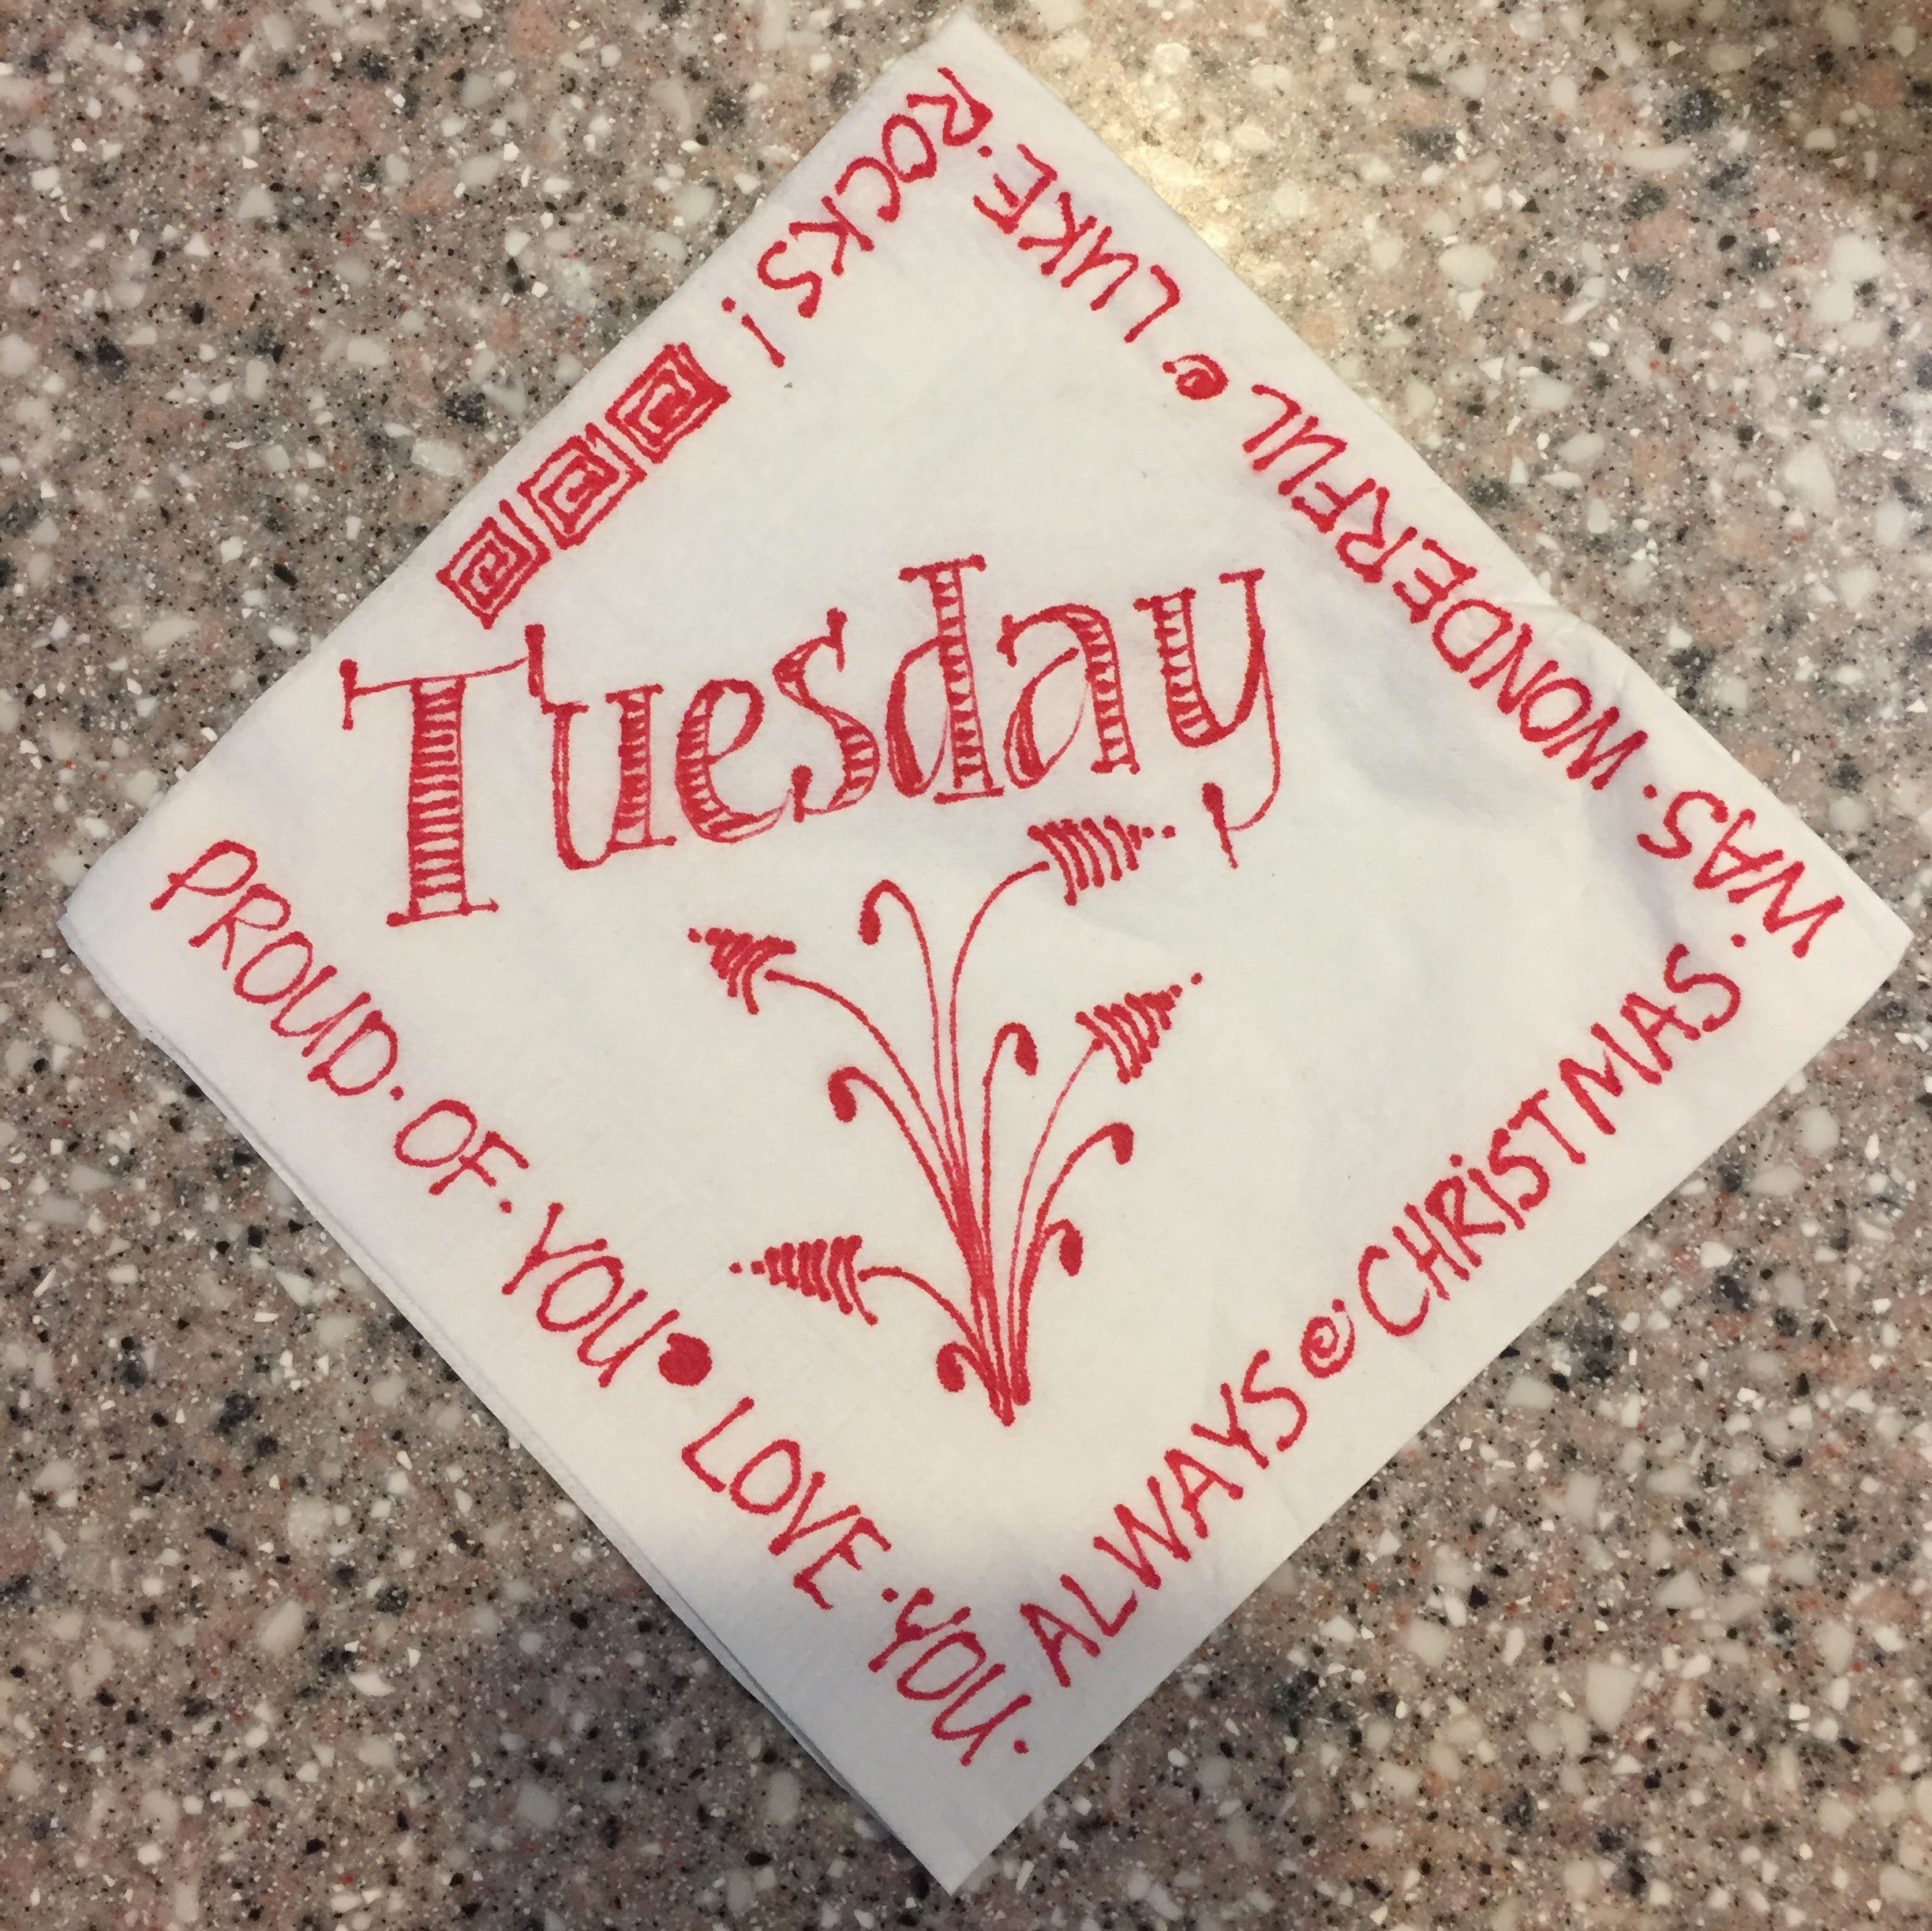 Tuesday
PROUD·OF·YOU LOVE·YOU·
ALWAYS CHRISTMAS·
WAS·WONDERFUL LUKE·
ROCKS!